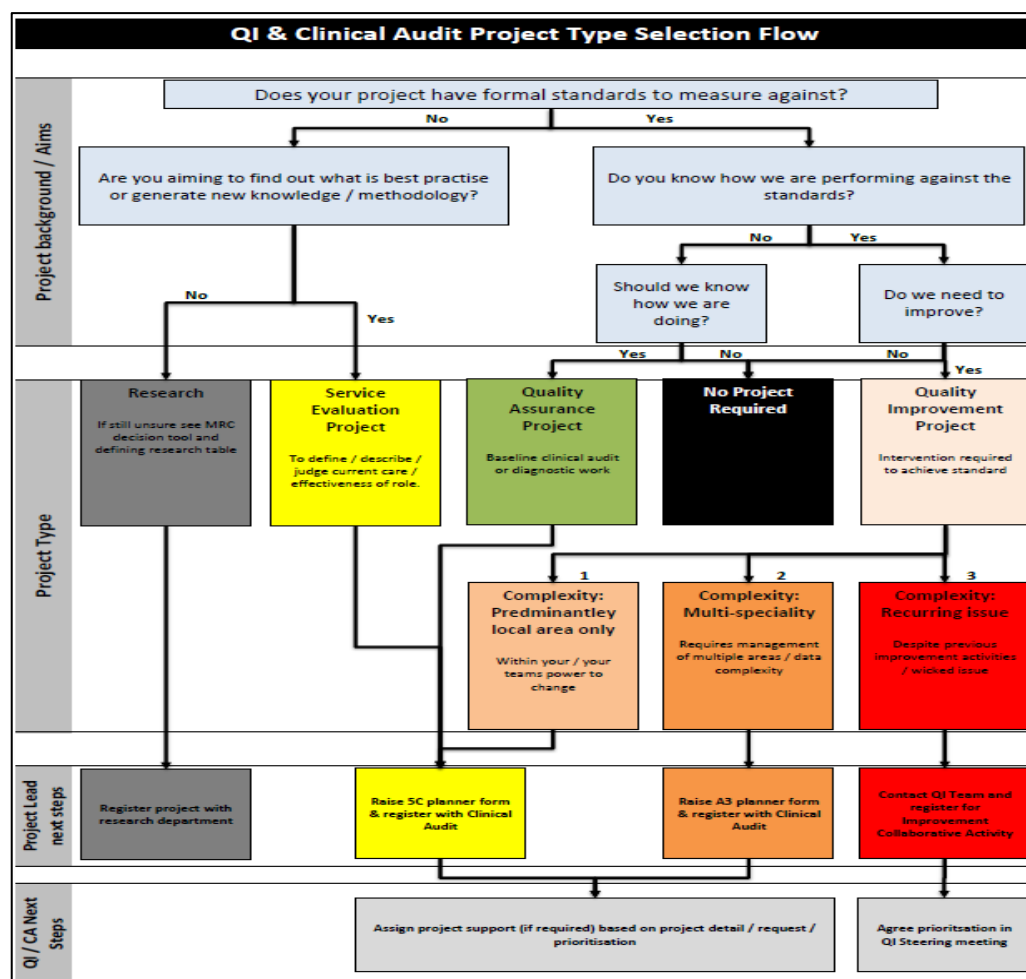 QI & Clinical Audit Project Type Selection Flow
Project background / Aims
Does your project have formal standards to measure against?
No
Yes
Are you aiming to find out what is best practise
or generate new knowledge / methodology?
Do you know how we are performing against the
standards?
No
Yes
Should we know
how we are
doing?
Do we need to
improve?
No
Yes
Yes
No
No
Yes
Project Type
Research
If still unsure see MRC
decision tool and
defining research table
Service
Evaluation
Project
To define / describe /
judge current care /
effectiveness of role.
Quality
Assurance
Project
Baseline clinical audit
or diagnostic work
No Project
Required
Quality
Improvement
Project
Intervention required
to achieve standard
1
2
3
Complexity:
Predminantley
local area only
Within your / your
teams power to
change
Complexity:
Multi-speciality
Requires management
of multiple areas / data
complexity
Complexity:
Recurring issue
Despite previous
improvement activities
/ wicked issue
Project Lead
next steps
Register project with
research department
Raise 5C planner form
& register with Clinical
Audit
Raise A3 planner form
& register with Clinical
Audit
Contact QI Team and
register for
Improvement
Collaborative Activity
QI / CA Next
Steps
Assign project support (if required) based on project detail / request /
prioritisation
Agree prioritsation in
QI Steering meeting